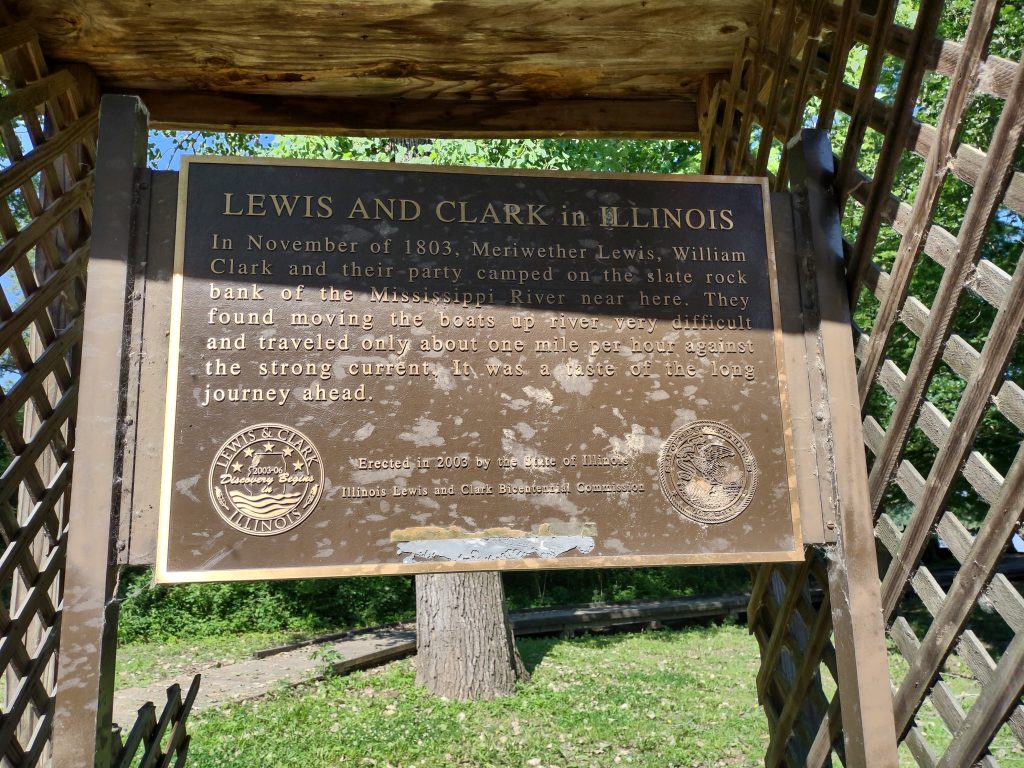 LEWIS AND CLARK in ILLINOIS
In November of 1803, Meriwether Lewis, William
Clark and their party camped on the slate rock
bank of the Mississippi River near here. They
found moving the boats up river very difficult
and traveled only about one mile per hour against
the strong current. It was a taste of the long
journey ahead.
LEWIS & CLARK
2003-06
Discovery Begins
in
ILLINOIS
Erected in 2003 by the State of Illinois
Illinois Lewis and Clark Bicentennial Commission